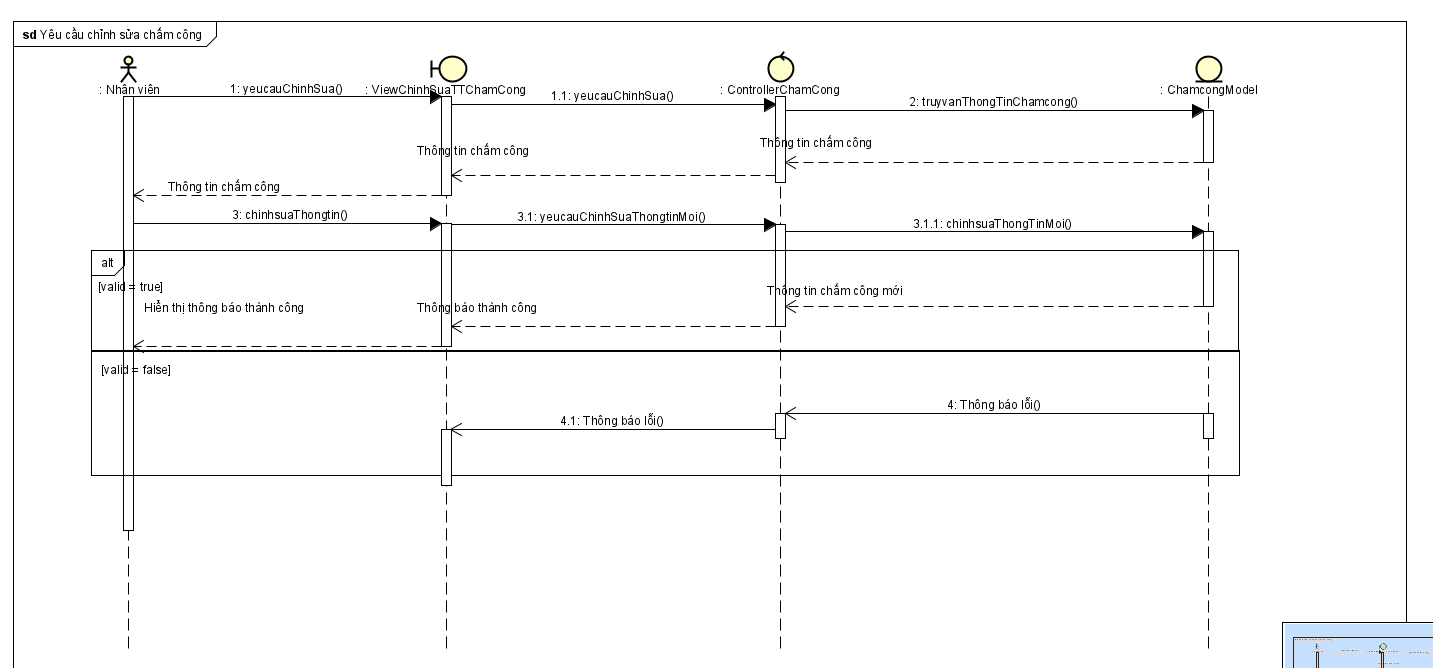 sd Yêu cầu chỉnh sửa chấm công
: Nhân viên
: ViewChinhSuaTTChamCong
: ControllerChamCong
: ChamcongModel
1: yeucauChinhSua()
1.1: yeucauChinhSua()
2: truyvanThongTinChamcong()
Thông tin chấm công
Thông tin chấm công
Thông tin chấm công
3: chinhsuaThongtin()
3.1: yeucauChinhSuaThongtinMoi()
3.1.1: chinhsuaThongTinMoi()
alt
[valid = true]
Thông tin chấm công mới
Hiển thị thông báo thành công
Thông báo thành công
[valid = false]
4: Thông báo lỗi()
4.1: Thông báo lỗi()